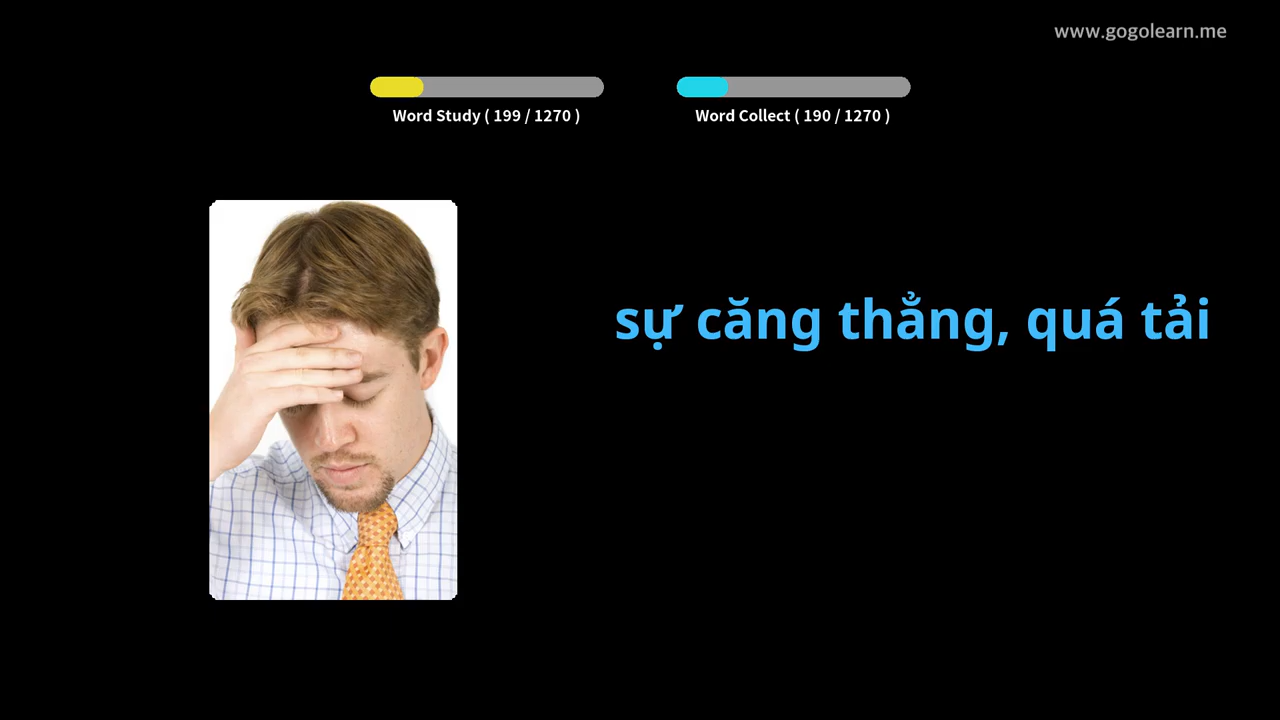 www.gogolearn.me
Word Study ( 199 / 1270 )
Word Collect ( 190 / 1270 )
sự căng thẳng, quá tải